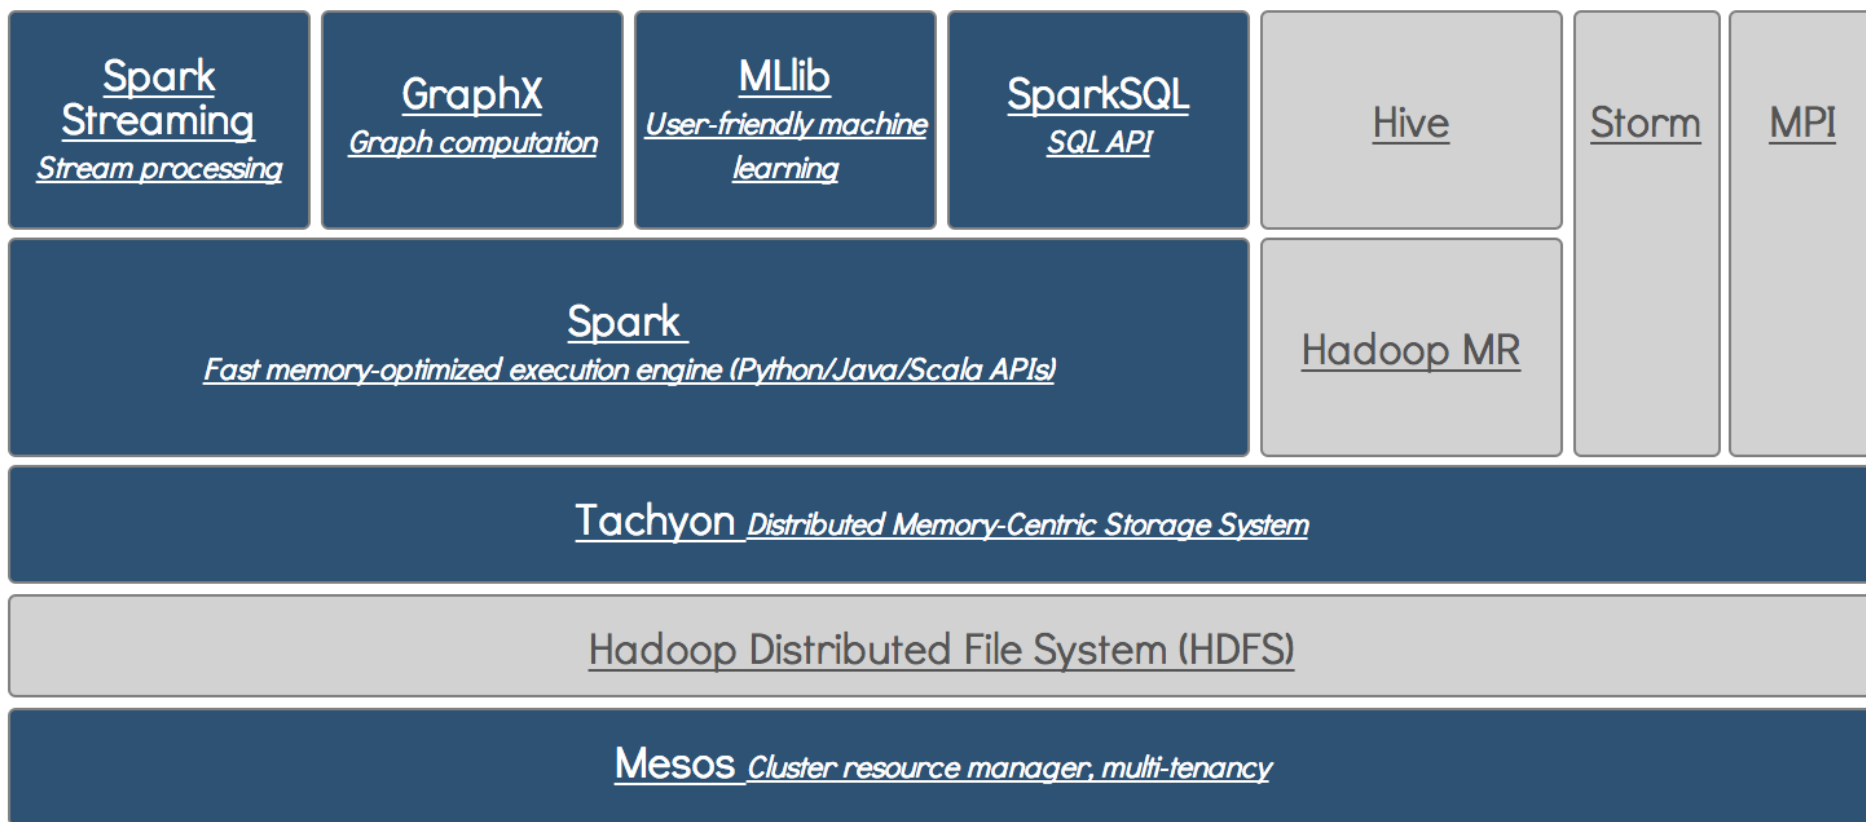 Spark
Streaming
Stream processing
GraphX
Graph computation
MLlib
User-friendly machine
learning
SparkSQL
SQL API
Hive
Storm
MPI
Spark
Fast memory-optimized execution engine (Python/Java/Scala APIs)
Hadoop MR
Tachyon Distributed Memory-Centric Storage System
Hadoop Distributed File System (HDFS)
Mesos Cluster resource manager, multi-tenancy